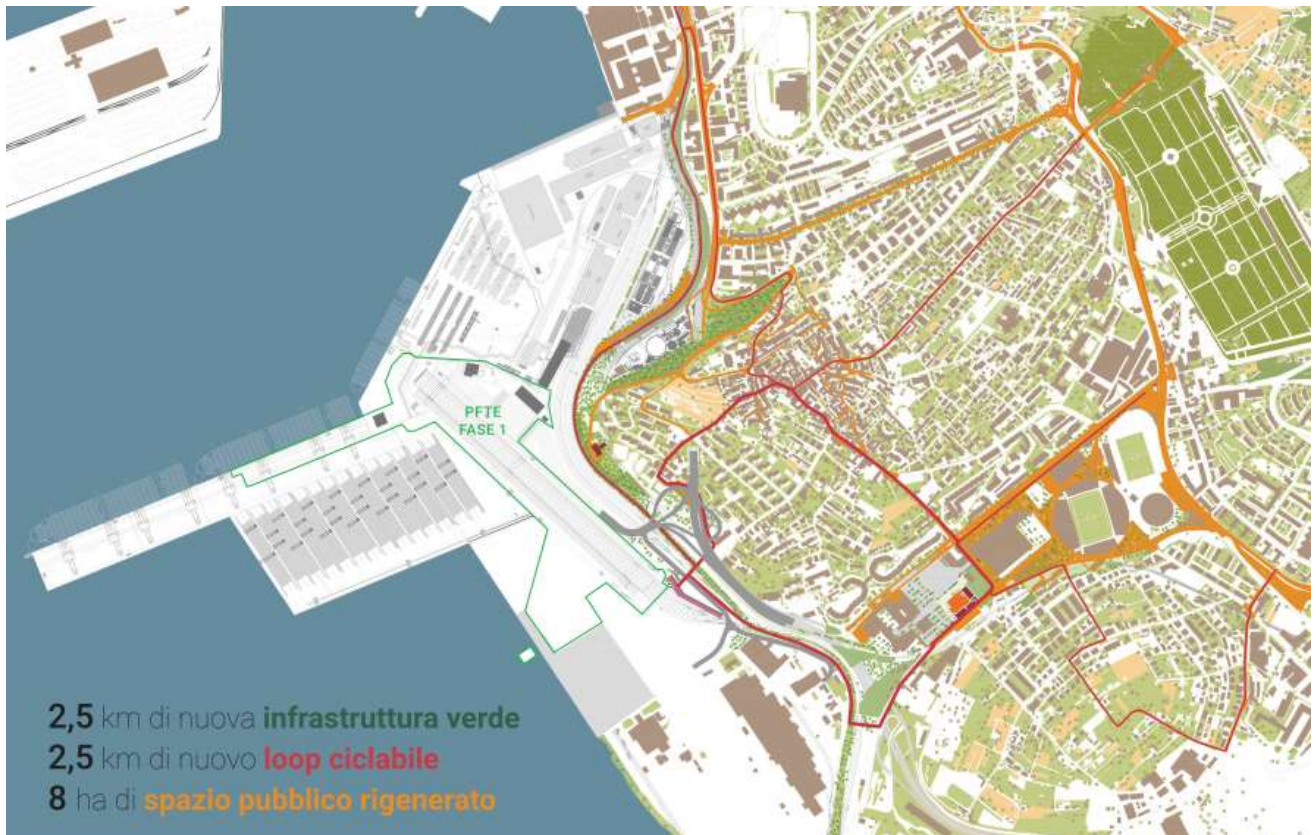 PFTE
FASE 1
2,5 km di nuova infrastruttura verde
2,5 km di nuovo loop ciclabile
8 ha di spazio pubblico rigenerato